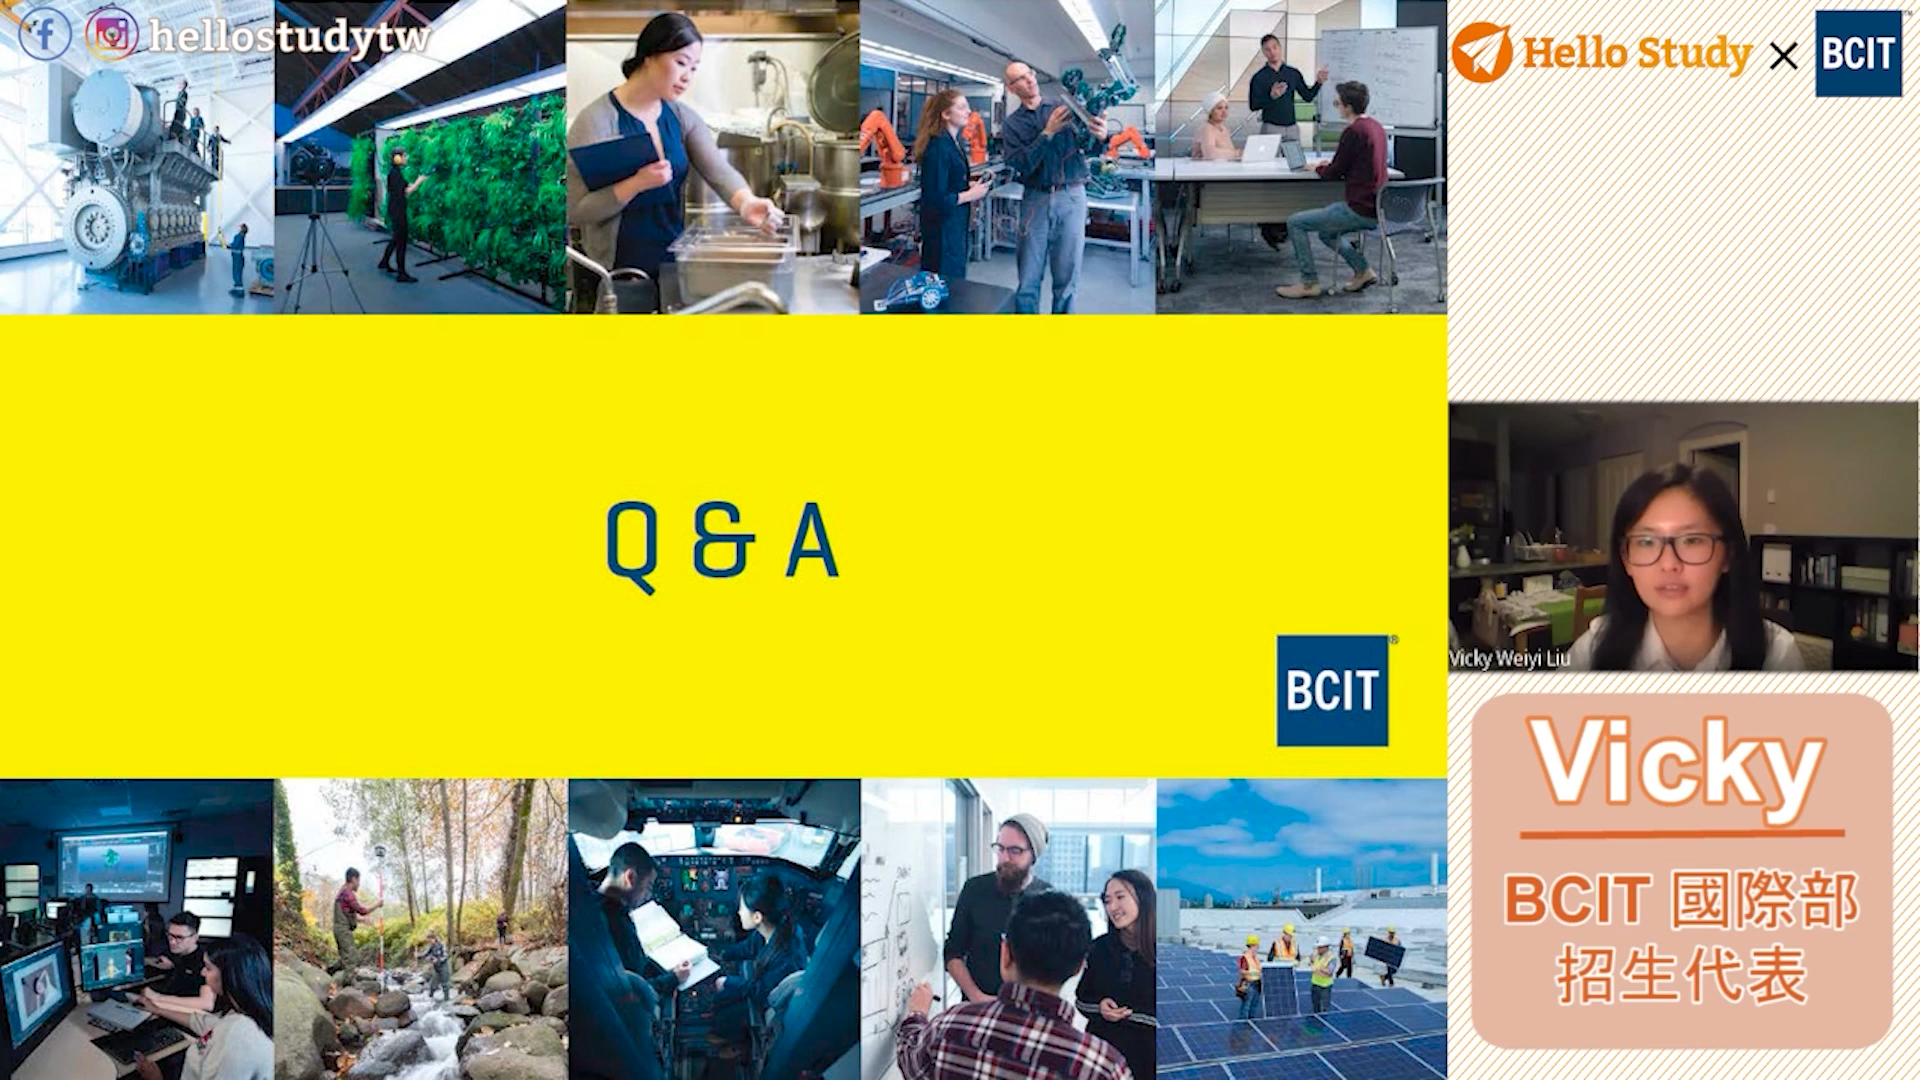 hellostudytw
Hello Study × BCIT
Q & A
BCIT
Vicky Weiyi Liu
Vicky
BCIT 國際部
招生代表